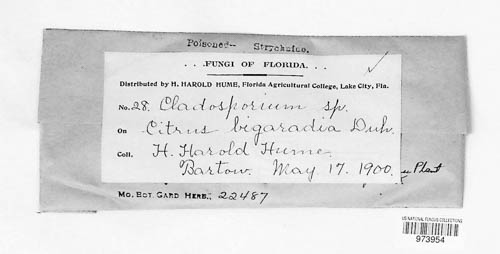 Poisoned-- Strychnine.
. . .FUNGI OF FLORIDA. . .
Distributed by H. HAROLD HUME, Florida Agricultural College, Lake City, Fla.
No. 28. Cladosporium sp.
On Citrus bigaradia Duh.
Coll. H. Harold Hume
Bartow. May 17. 1900.
Plant
MO. BOT. GARD HERB., 22487
US NATIONAL FUNGUS COLLECTIONS
973954